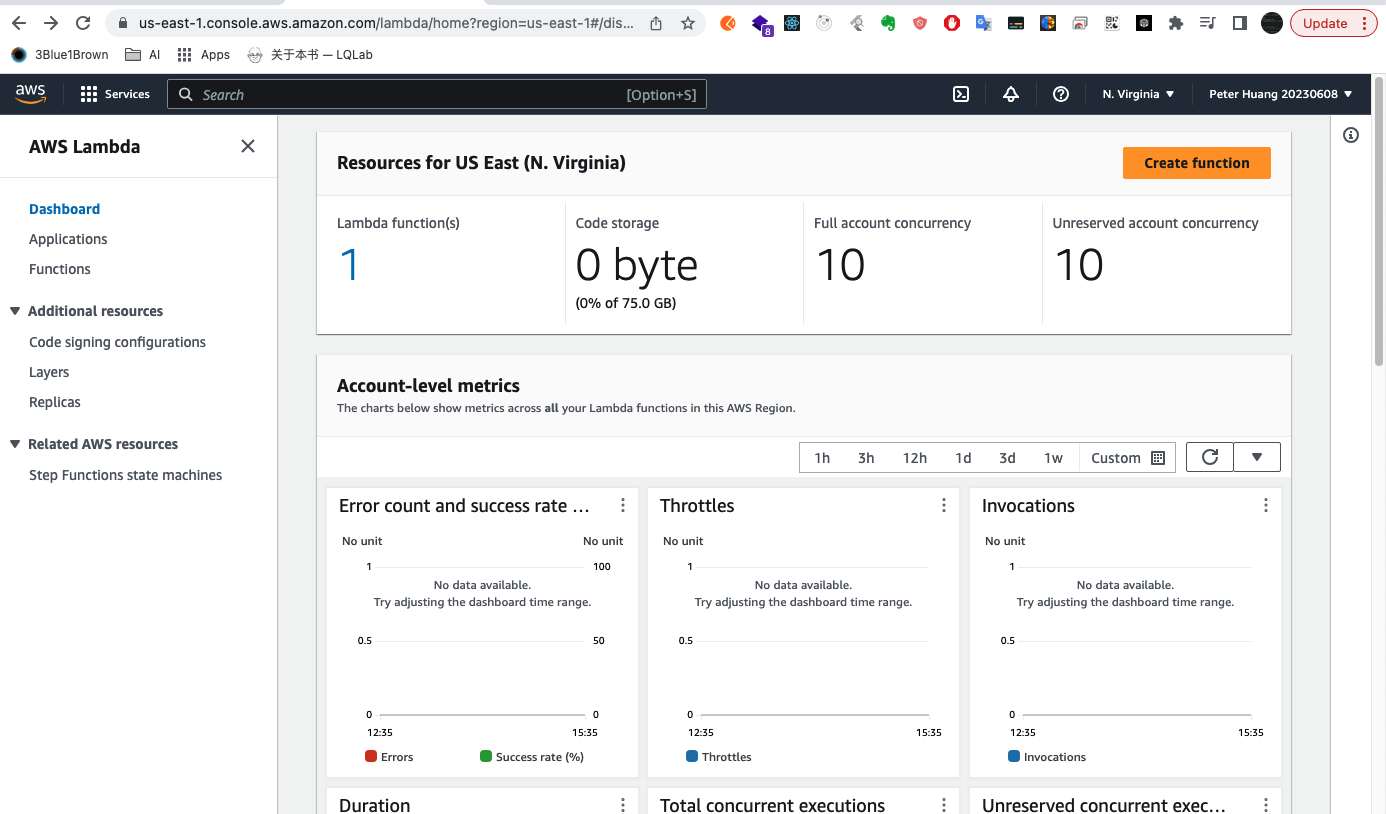 us-east-1.console.aws.amazon.com/lambda/home?region=us-east-1#/dis...
8
Update
3Blue1Brown
AI
Apps
关于本书 — LQLab
aws
Services
Search
[Option+S]
N. Virginia
Peter Huang 20230608
AWS Lambda
Dashboard
Applications
Functions
Additional resources
Code signing configurations
Layers
Replicas
Related AWS resources
Step Functions state machines
Resources for US East (N. Virginia)
Create function
Lambda function(s)
1
Code storage
0 byte
(0% of 75.0 GB)
Full account concurrency
10
Unreserved account concurrency
10
Account-level metrics
The charts below show metrics across all your Lambda functions in this AWS Region.
1h 3h 12h 1d 3d 1w Custom
Error count and success rate ...
No unit No unit
1 100
No data available.
Try adjusting the dashboard time range.
0.5 50
0 0
12:35 15:35
Errors Success rate (%)
Throttles
No unit
1
No data available.
Try adjusting the dashboard time range.
0.5
0
12:35 15:35
Throttles
Invocations
No unit
1
No data available.
Try adjusting the dashboard time range.
0.5
0
12:35 15:35
Invocations
Duration
Total concurrent executions
Unreserved concurrent exec...